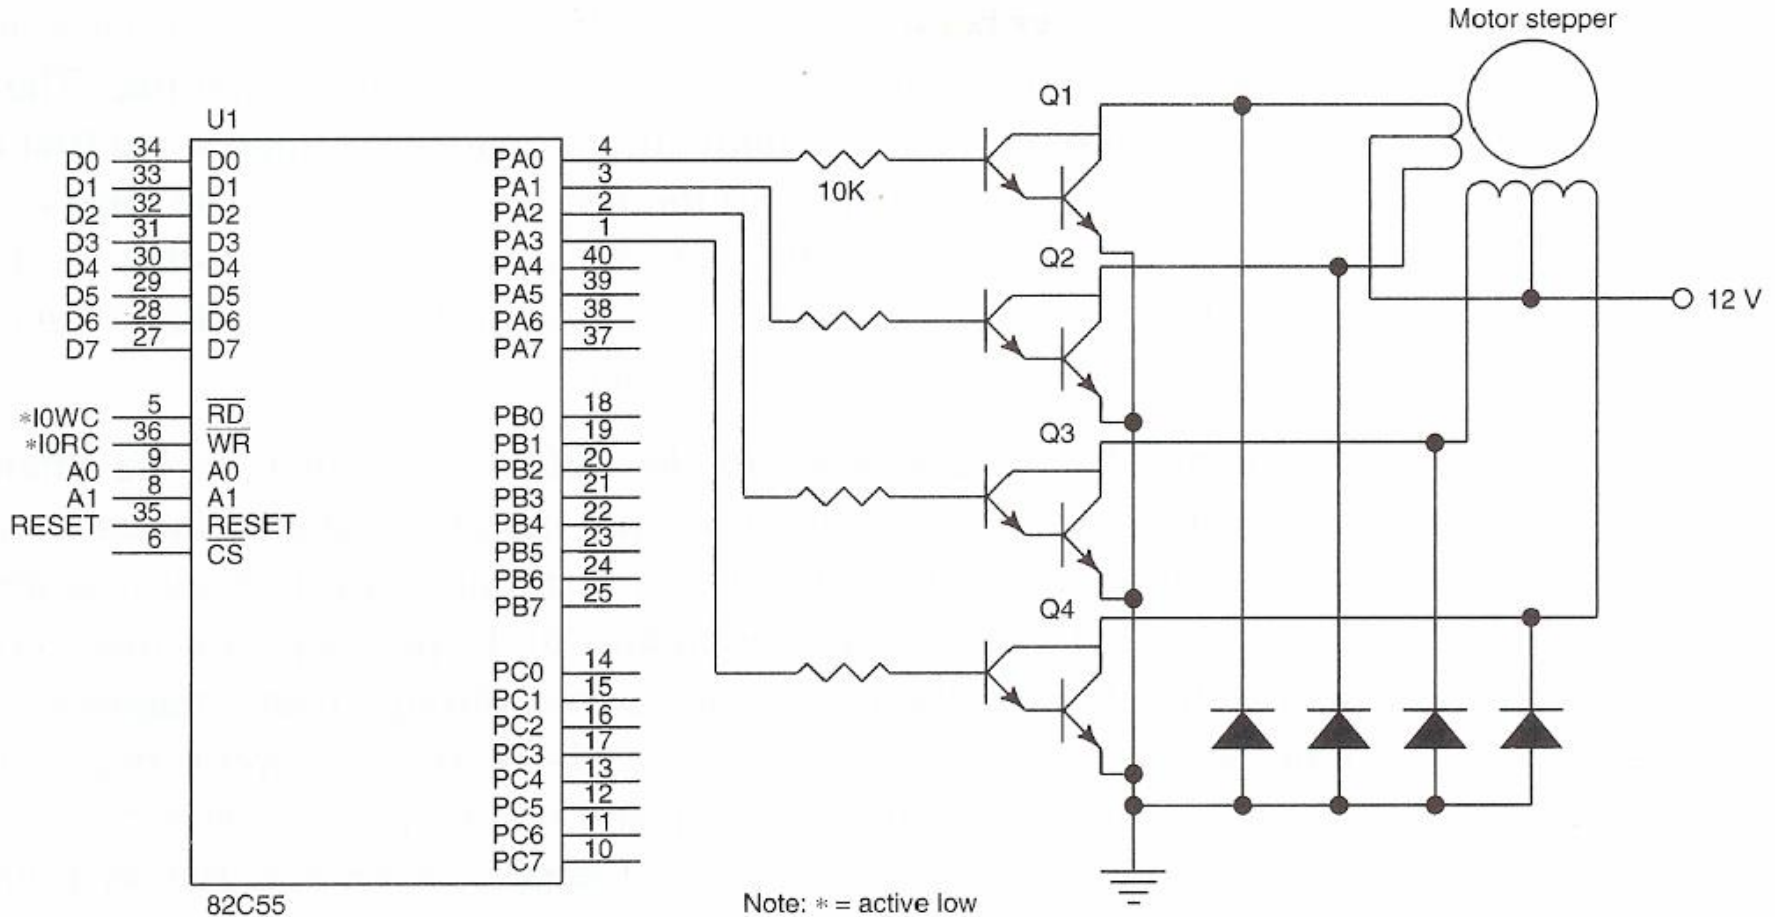 Motor stepper
U1
D0 34 D0
D1 33 D1
D2 32 D2
D3 31 D3
D4 30 D4
D5 29 D5
D6 28 D6
D7 27 D7
*I0WC 5 RD
*I0RC 36 WR
A0 9 A0
A1 8 A1
RESET 35 RESET
6 CS
PA0 4
PA1 3
PA2 2
PA3 1
PA4 40
PA5 39
PA6 38
PA7 37
PB0 18
PB1 19
PB2 20
PB3 21
PB4 22
PB5 23
PB6 24
PB7 25
PC0 14
PC1 15
PC2 16
PC3 17
PC4 13
PC5 12
PC6 11
PC7 10
82C55
10K
Q1
Q2
Q3
Q4
12 V
Note: * = active low